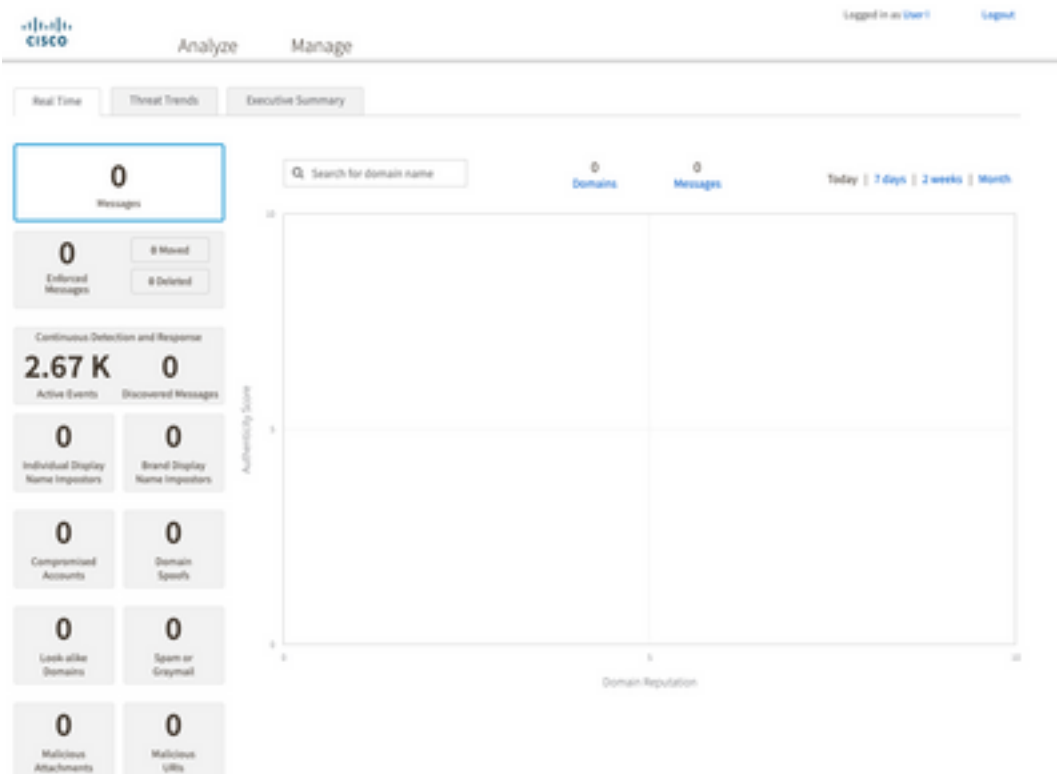 Logged in as User1 Logout
CISCO Analyze Manage
Real Time Threat Trends Executive Summary
0
Messages
Search for domain name
0 Domains
0 Messages
Today | 7 days | 2 weeks | Month
0
Enforced
Messages
0 Moved
0 Deleted
Continuous Detection and Response
2.67 K
Active Events
0
Discovered Messages
0
Individual Display
Name Impostors
0
Brand Display
Name Impostors
0
Compromised
Accounts
0
Domain
Spoofs
0
Look-alike
Domains
0
Spam or
Graymail
0
Malicious
Attachments
0
Malicious
URIs
Authenticity Score
10
5
0
0 5 10
Domain Reputation